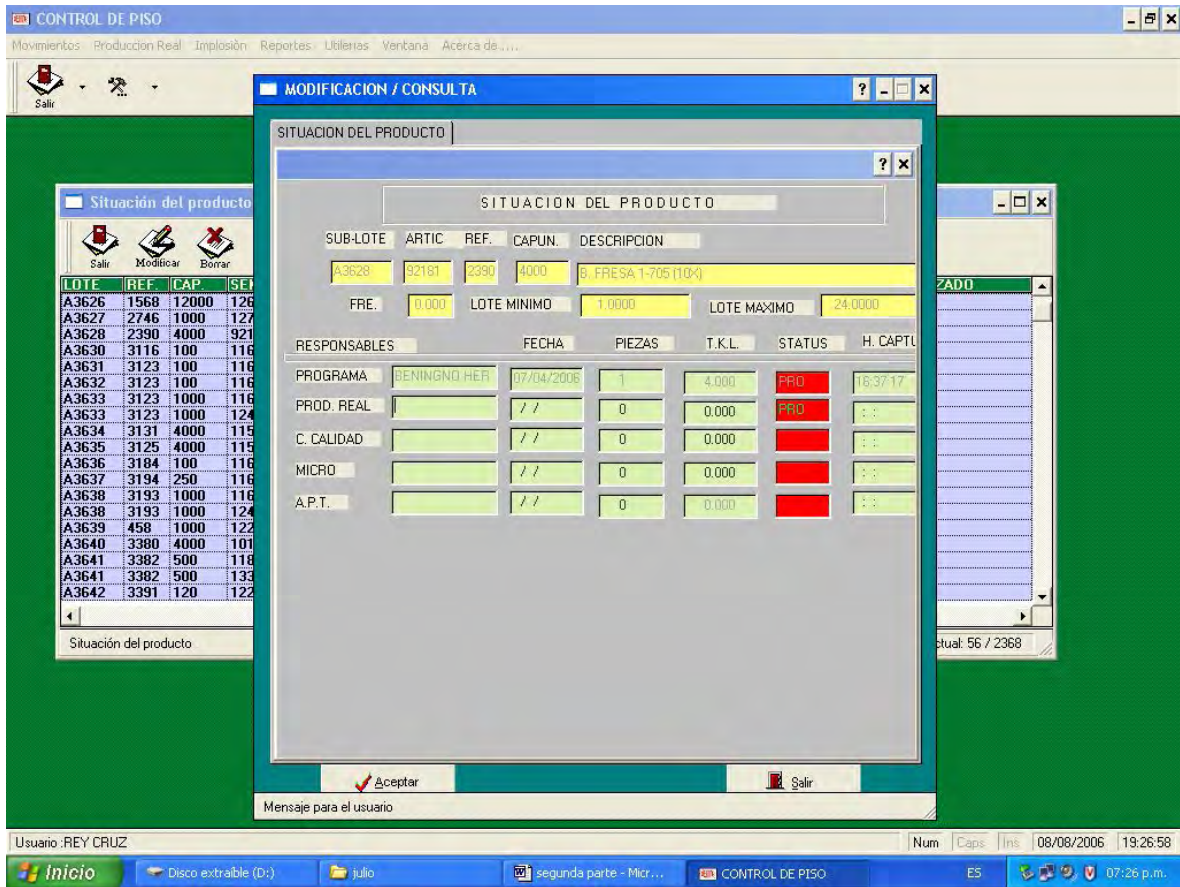 CONTROL DE PISO
Movimientos Produccion Real Implosiòn Reportes Utilerias Ventana Acerca de ....
Salir
MODIFICACION / CONSULTA
SITUACION DEL PRODUCTO
Situación del producto
SITUACION DEL PRODUCTO
Salir Modificar Borrar
SUB-LOTE ARTIC REF. CAPUN. DESCRIPCION
A3628 92181 2390 4000 B. FRESA 1-705 (10X)
FRE. 0.000 LOTE MINIMO 1.0000 LOTE MAXIMO 24.0000
RESPONSABLES FECHA PIEZAS T.K.L. STATUS H. CAPTU
PROGRAMA BENINGNO HER 07/04/2006 1 4.000 PRO 16:37:17
PROD. REAL / / 0 0.000 PRO : :
C. CALIDAD / / 0 0.000 : :
MICRO / / 0 0.000 : :
A.P.T. / / 0 0.000 : :
LOTE REF. CAP. SE ZADO
A3626 1568 12000 126
A3627 2746 1000 127
A3628 2390 4000 921
A3630 3116 100 116
A3631 3123 100 116
A3632 3123 100 116
A3633 3123 1000 116
A3633 3123 1000 124
A3634 3131 4000 115
A3635 3125 4000 115
A3636 3184 100 116
A3637 3194 250 116
A3638 3193 1000 116
A3638 3193 1000 124
A3639 458 1000 122
A3640 3380 4000 101
A3641 3382 500 118
A3641 3382 500 133
A3642 3391 120 122
Situación del producto ctual: 56 / 2368
Aceptar Salir
Mensaje para el usuario
Usuario :REY CRUZ Num Caps Ins 08/08/2006 19:26:58
Inicio Disco extraíble (D:) julio segunda parte - Micr... CONTROL DE PISO ES 07:26 p.m.